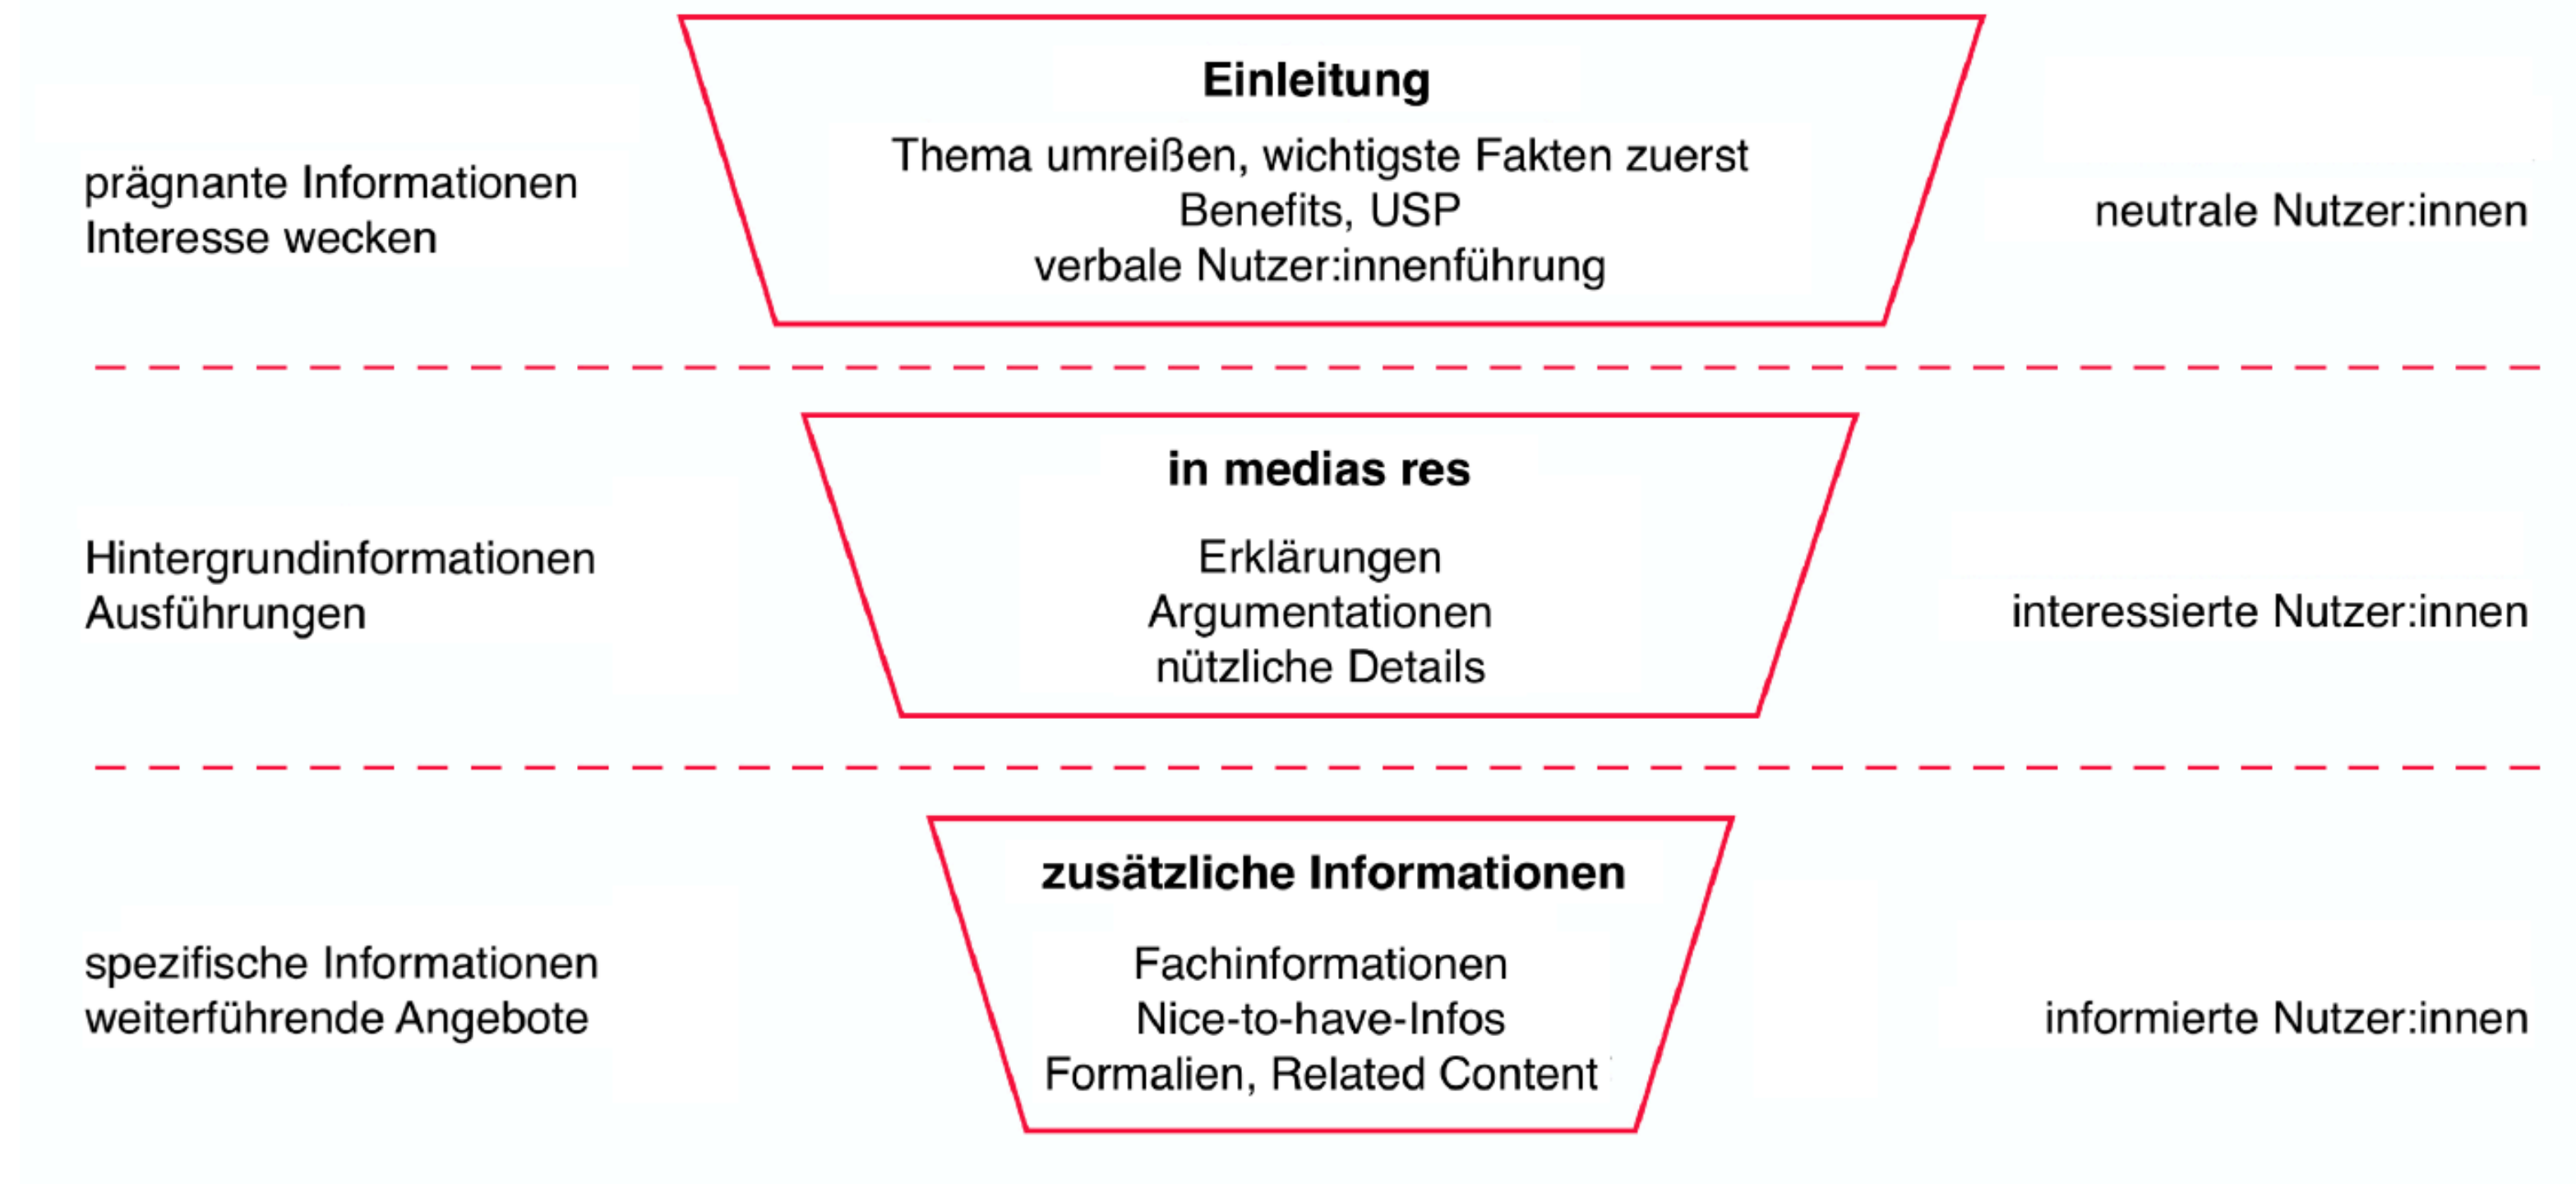 Einleitung
Thema umreißen, wichtigste Fakten zuerst
Benefits, USP
verbale Nutzer:innenführung
prägnante Informationen
Interesse wecken
neutrale Nutzer:innen
in medias res
Erklärungen
Argumentationen
nützliche Details
Hintergrundinformationen
Ausführungen
interessierte Nutzer:innen
zusätzliche Informationen
Fachinformationen
Nice-to-have-Infos
Formalien, Related Content
spezifische Informationen
weiterführende Angebote
informierte Nutzer:innen